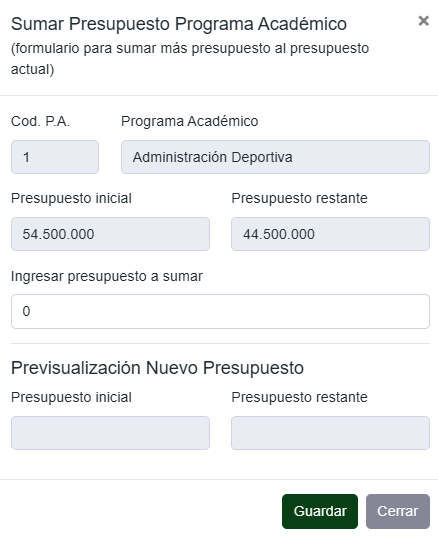 Sumar Presupuesto Programa Académico
×
(formulario para sumar más presupuesto al presupuesto
actual)
Cod. P.A.
Programa Académico
1
Administración Deportiva
Presupuesto inicial
Presupuesto restante
54.500.000
44.500.000
Ingresar presupuesto a sumar
0
Previsualización Nuevo Presupuesto
Presupuesto inicial
Presupuesto restante
Guardar
Cerrar